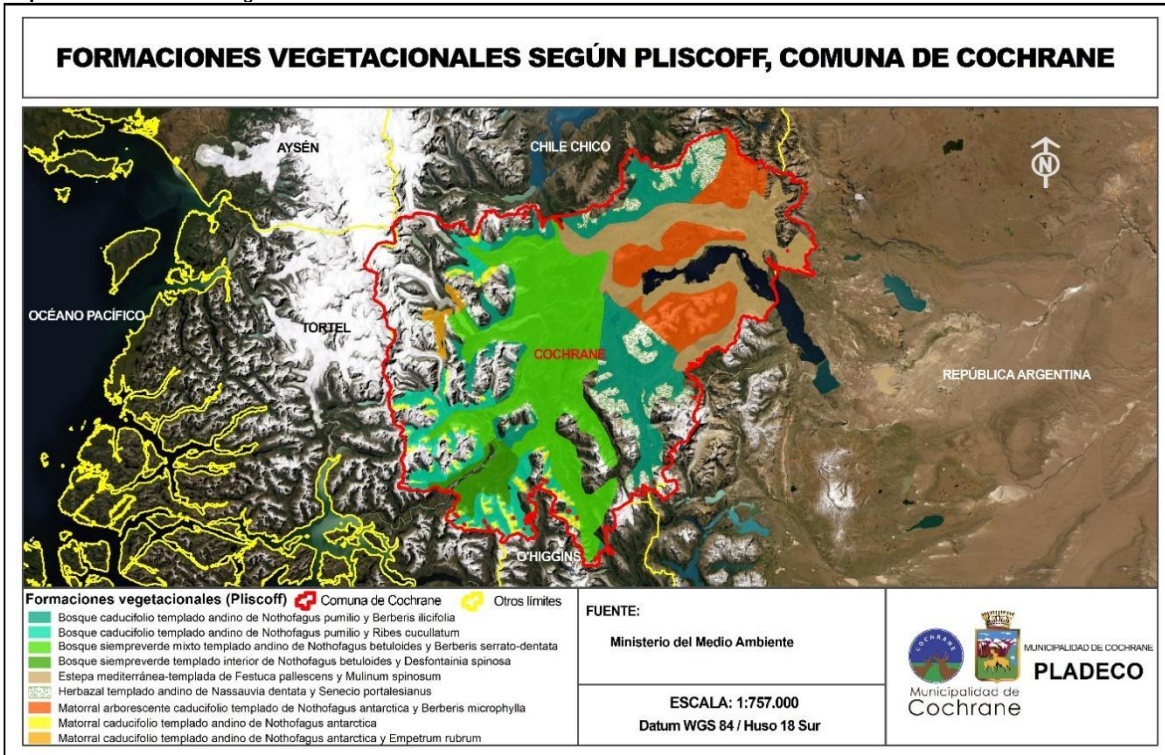 FORMACIONES VEGETACIONALES SEGÚN PLISCOFF, COMUNA DE COCHRANE
AYSÉN
CHILE CHICO
N
OCÉANO PACÍFICO
TORTEL
COCHRANE
REPÚBLICA ARGENTINA
O'HIGGINS
Formaciones vegetacionales (Pliscoff)
Comuna de Cochrane
Otros límites
Bosque caducifolio templado andino de Nothofagus pumilio y Berberis ilicifolia
Bosque caducifolio templado andino de Nothofagus pumilio y Ribes cucullatum
Bosque siempreverde mixto templado andino de Nothofagus betuloides y Berberis serrato-dentata
Bosque siempreverde templado interior de Nothofagus betuloides y Desfontainia spinosa
Estepa mediterránea-templada de Festuca pallescens y Mulinum spinosum
Herbazal templado andino de Nassauvia dentata y Senecio portalesianus
Matorral arborescente caducifolio templado de Nothofagus antarctica y Berberis microphylla
Matorral caducifolio templado andino de Nothofagus antarctica
Matorral caducifolio templado andino de Nothofagus antarctica y Empetrum rubrum
FUENTE:
Ministerio del Medio Ambiente
ESCALA: 1:757.000
Datum WGS 84 / Huso 18 Sur
COCHRANE
Municipalidad de
Cochrane
MUNICIPALIDAD DE COCHRANE
PLADECO